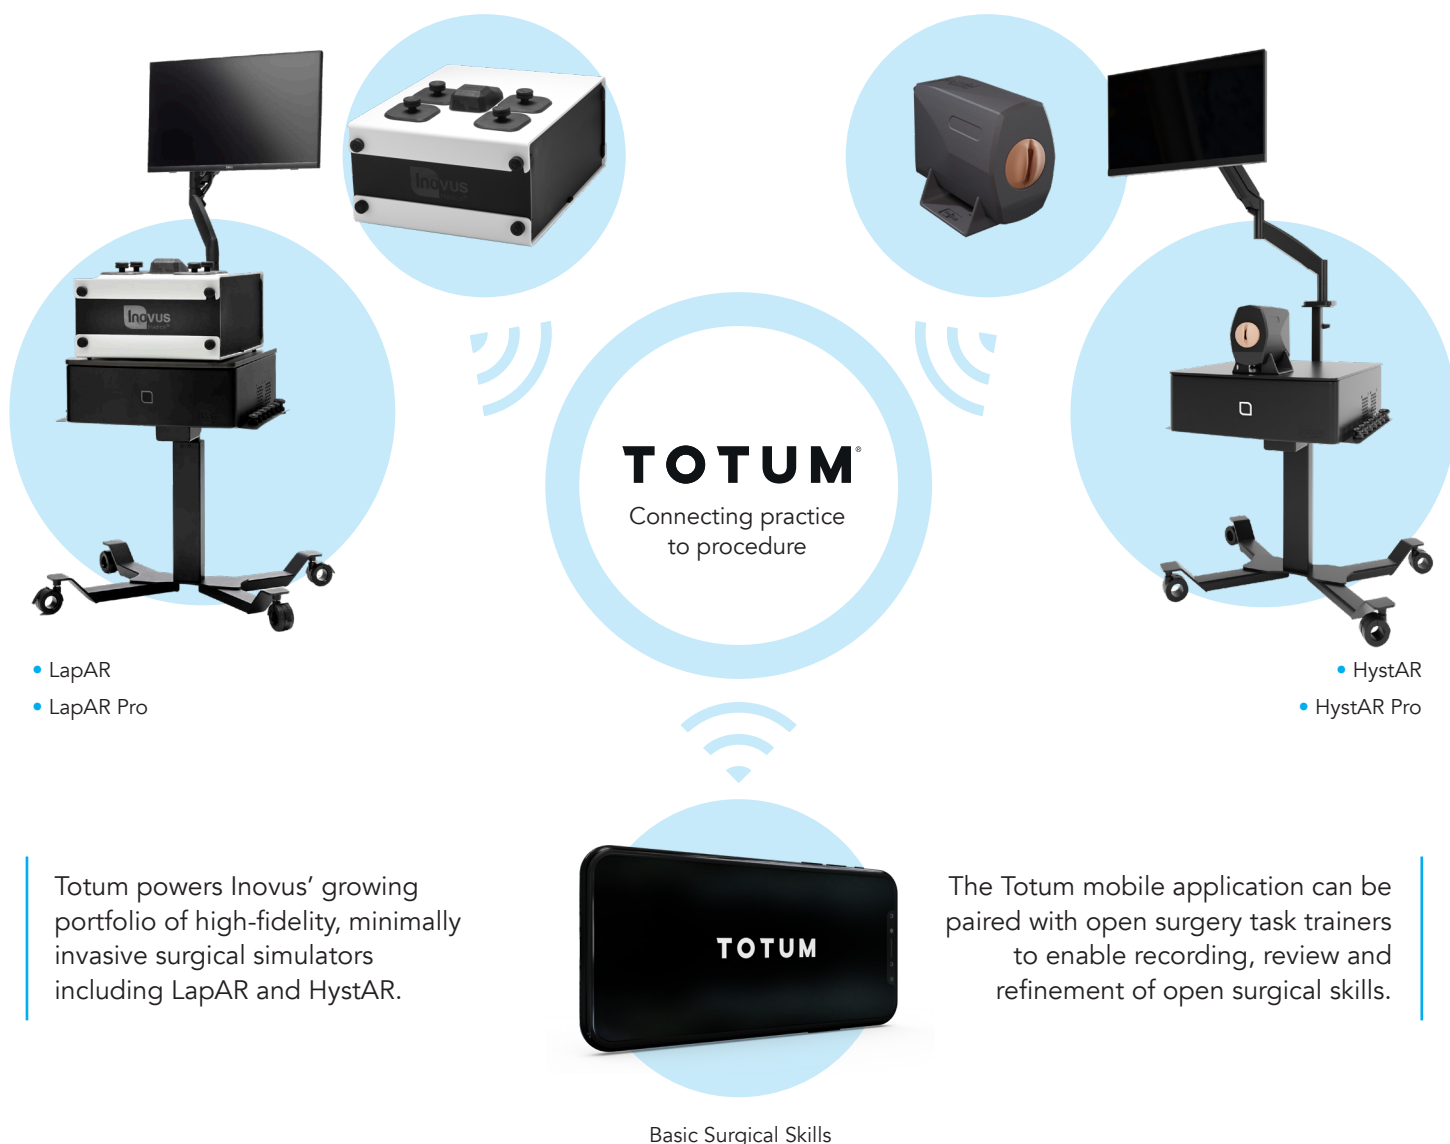 Inovus
Inovus
TOTUM®
Connecting practice
to procedure
• LapAR
• LapAR Pro
• HystAR
• HystAR Pro
Totum powers Inovus’ growing
portfolio of high-fidelity, minimally
invasive surgical simulators
including LapAR and HystAR.
TOTUM
The Totum mobile application can be
paired with open surgery task trainers
to enable recording, review and
refinement of open surgical skills.
Basic Surgical Skills